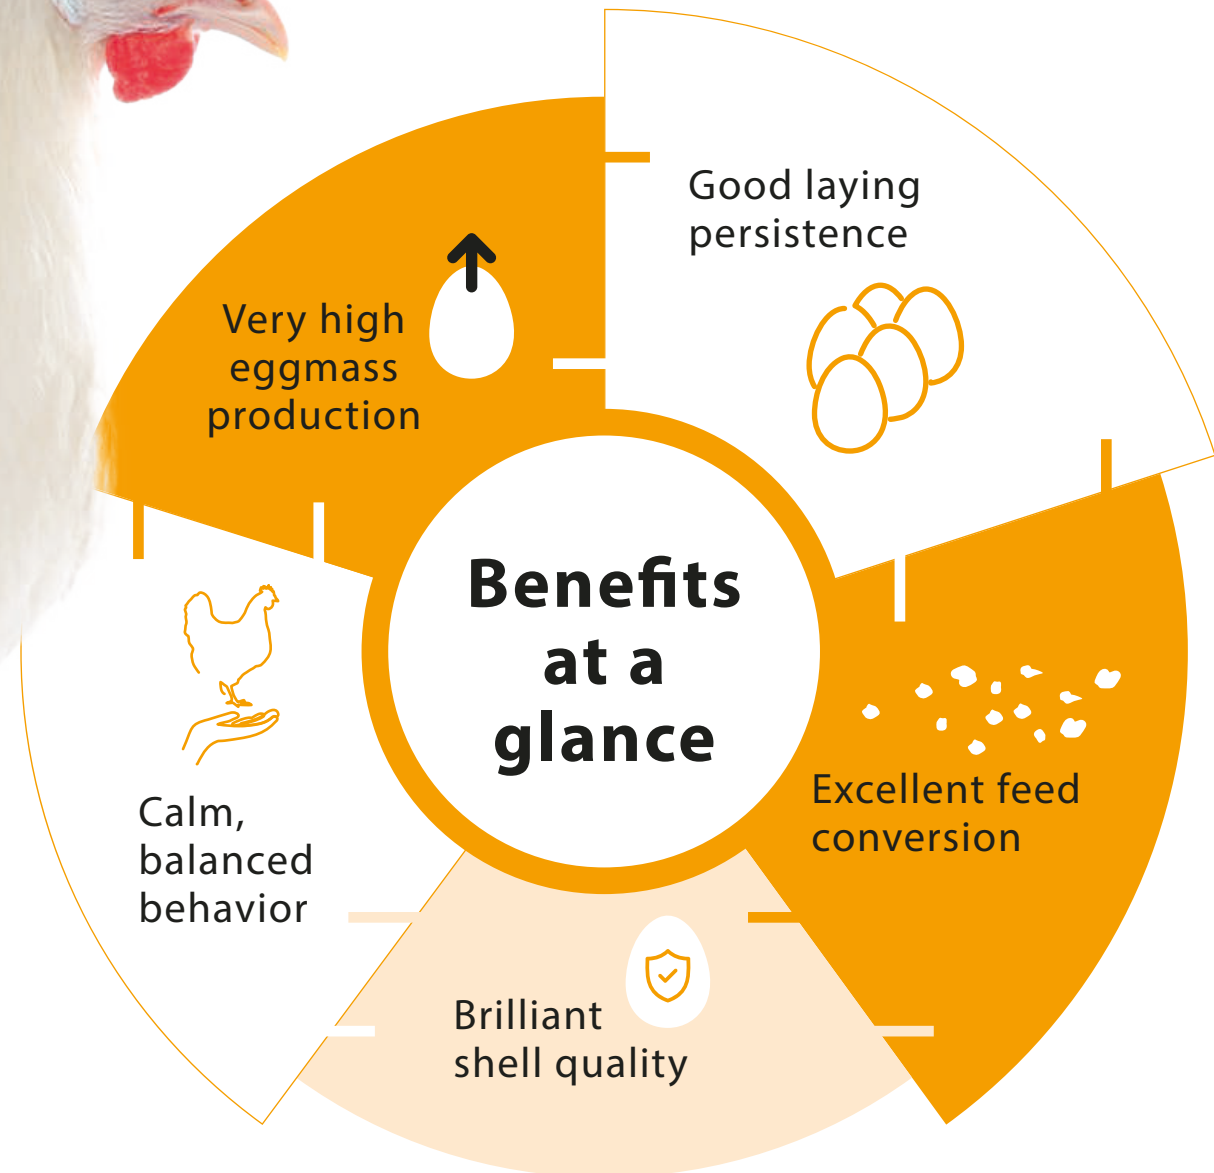 Benefits
at a
glance
Good laying
persistence
Excellent feed
conversion
Brilliant
shell quality
Calm,
balanced
behavior
Very high
eggmass
production